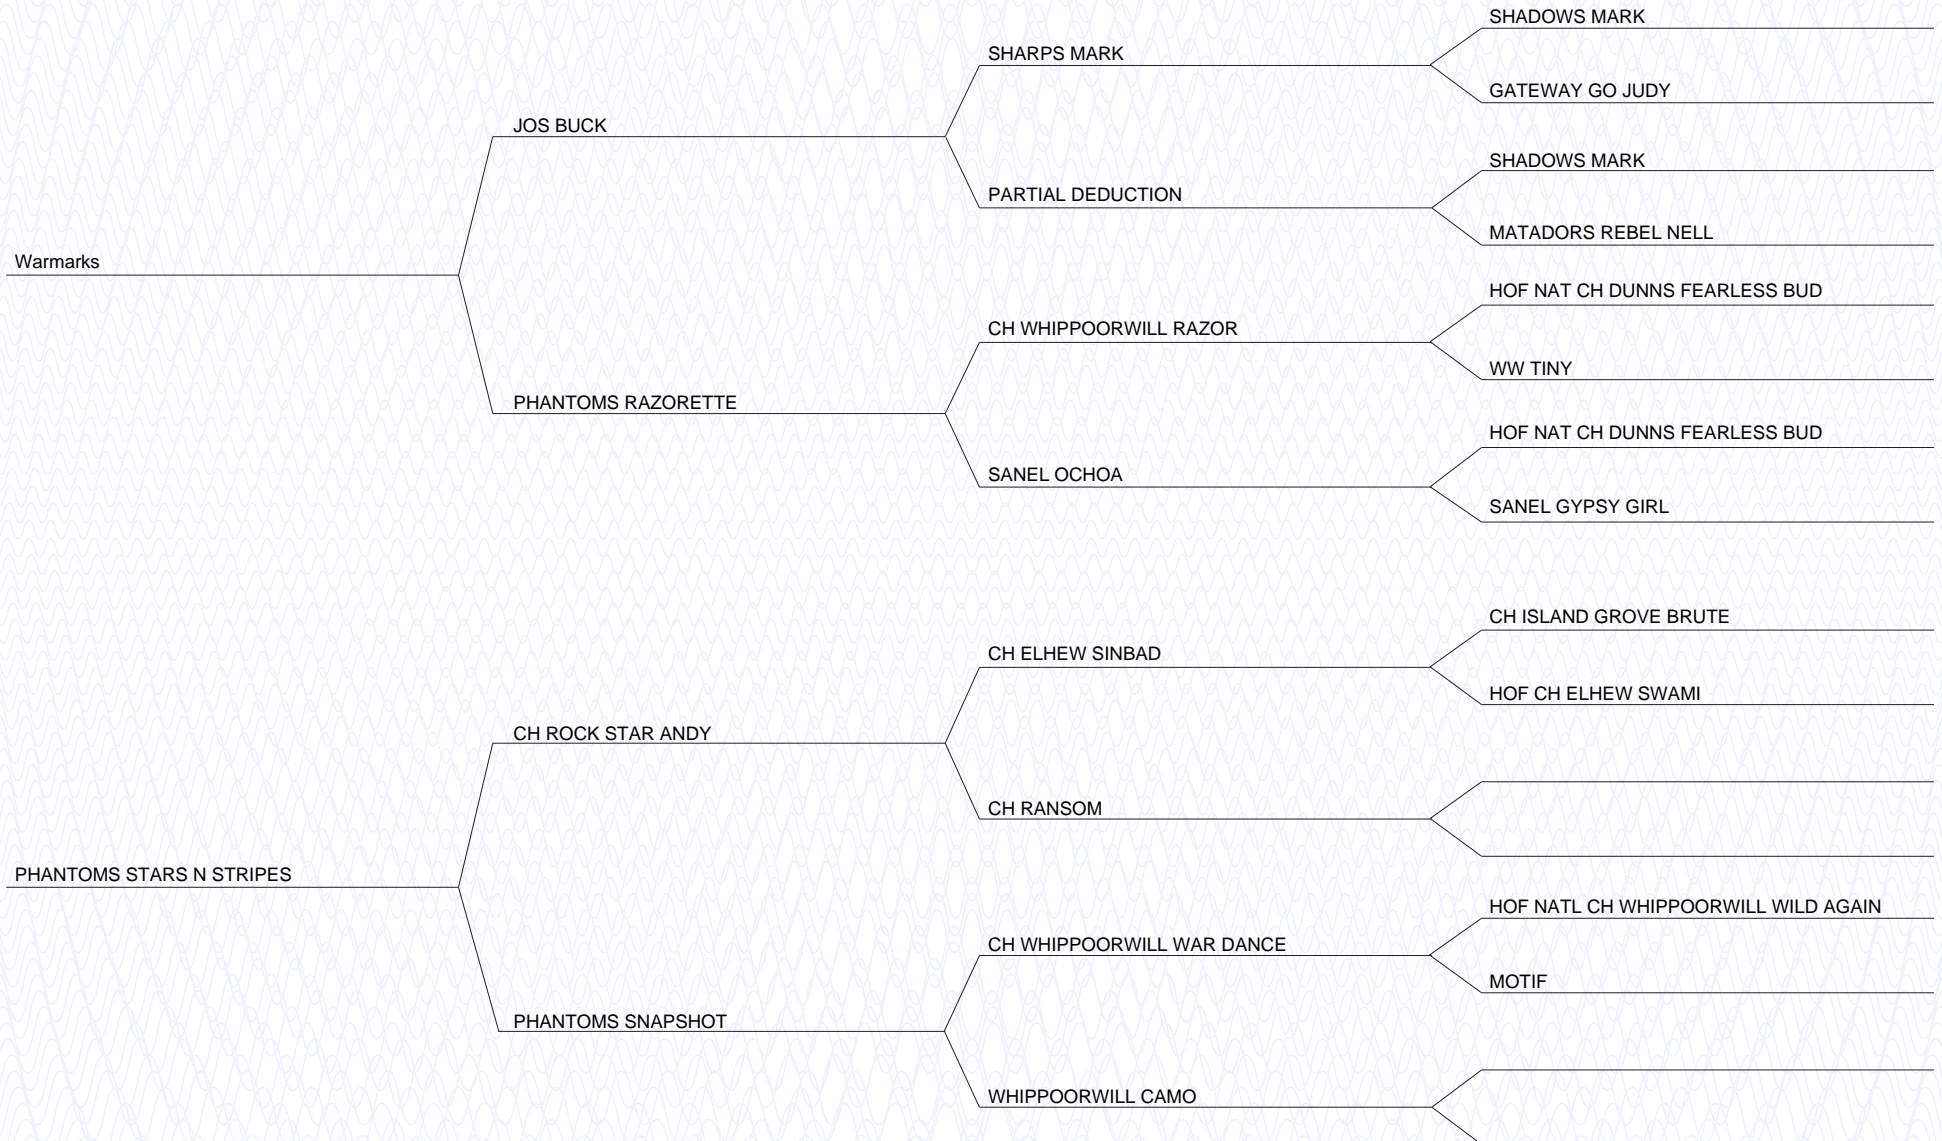 SHADOWS MARK
SHARPS MARK
GATEWAY GO JUDY
JOS BUCK
SHADOWS MARK
PARTIAL DEDUCTION
MATADORS REBEL NELL
Warmarks
HOF NAT CH DUNNS FEARLESS BUD
CH WHIPPOORWILL RAZOR
WW TINY
PHANTOMS RAZORETTE
HOF NAT CH DUNNS FEARLESS BUD
SANEL OCHOA
SANEL GYPSY GIRL
CH ISLAND GROVE BRUTE
CH ELHEW SINBAD
HOF CH ELHEW SWAMI
CH ROCK STAR ANDY
CH RANSOM
PHANTOMS STARS N STRIPES
HOF NATL CH WHIPPOORWILL WILD AGAIN
CH WHIPPOORWILL WAR DANCE
MOTIF
PHANTOMS SNAPSHOT
WHIPPOORWILL CAMO